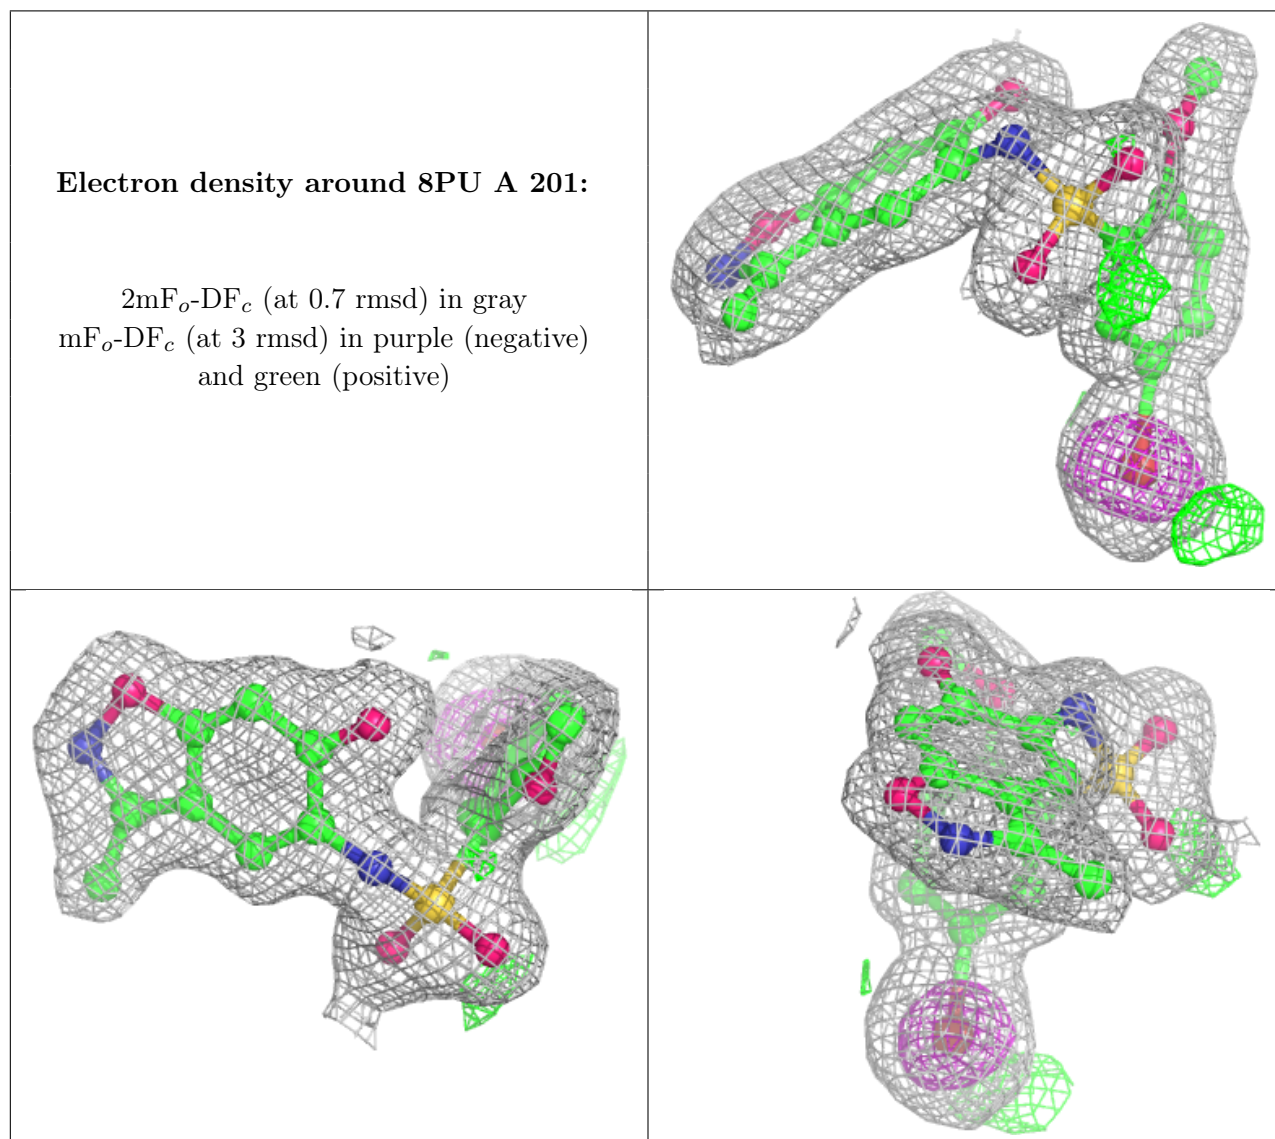 Electron density around 8PU A 201:
2mFo-DFc (at 0.7 rmsd) in gray
mFo-DFc (at 3 rmsd) in purple (negative)
and green (positive)